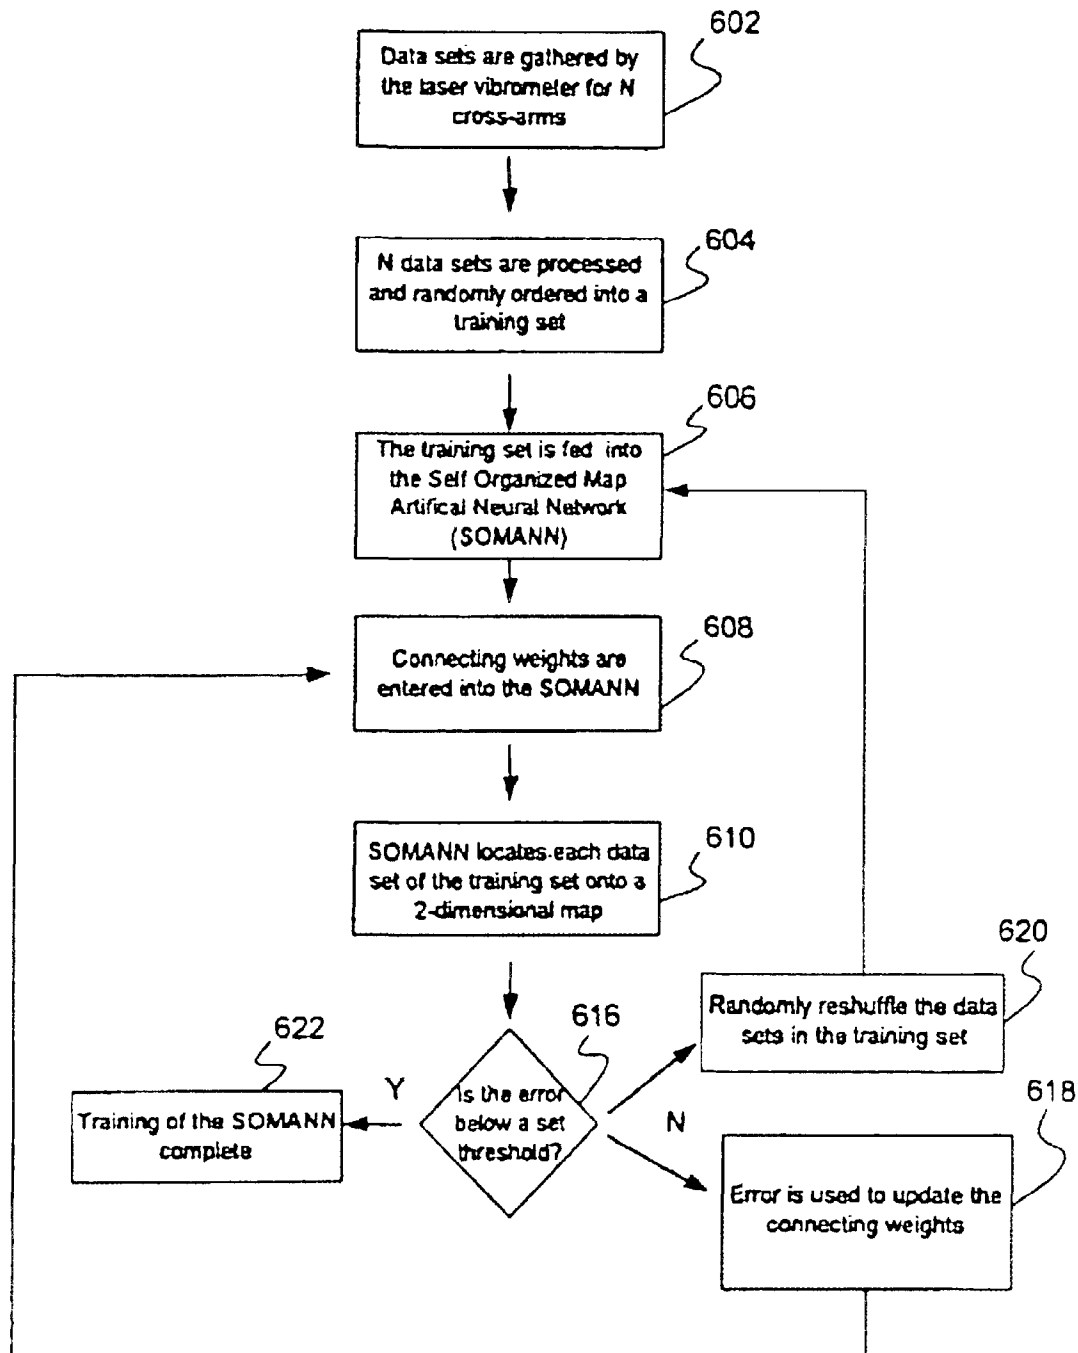 602
Data sets are gathered by
the laser vibrometer for N
cross-arms
604
N data sets are processed
and randomly ordered into a
training set
606
The training set is fed into
the Self Organized Map
Artifical Neural Network
(SOMANN)
608
Connecting weights are
entered into the SOMANN
610
SOMANN locates each data
set of the training set onto a
2-dimensional map
620
Randomly reshuffle the data
sets in the training set
616
622
Y
Is the error
below a set
threshold?
N
Training of the SOMANN
complete
618
Error is used to update the
connecting weights